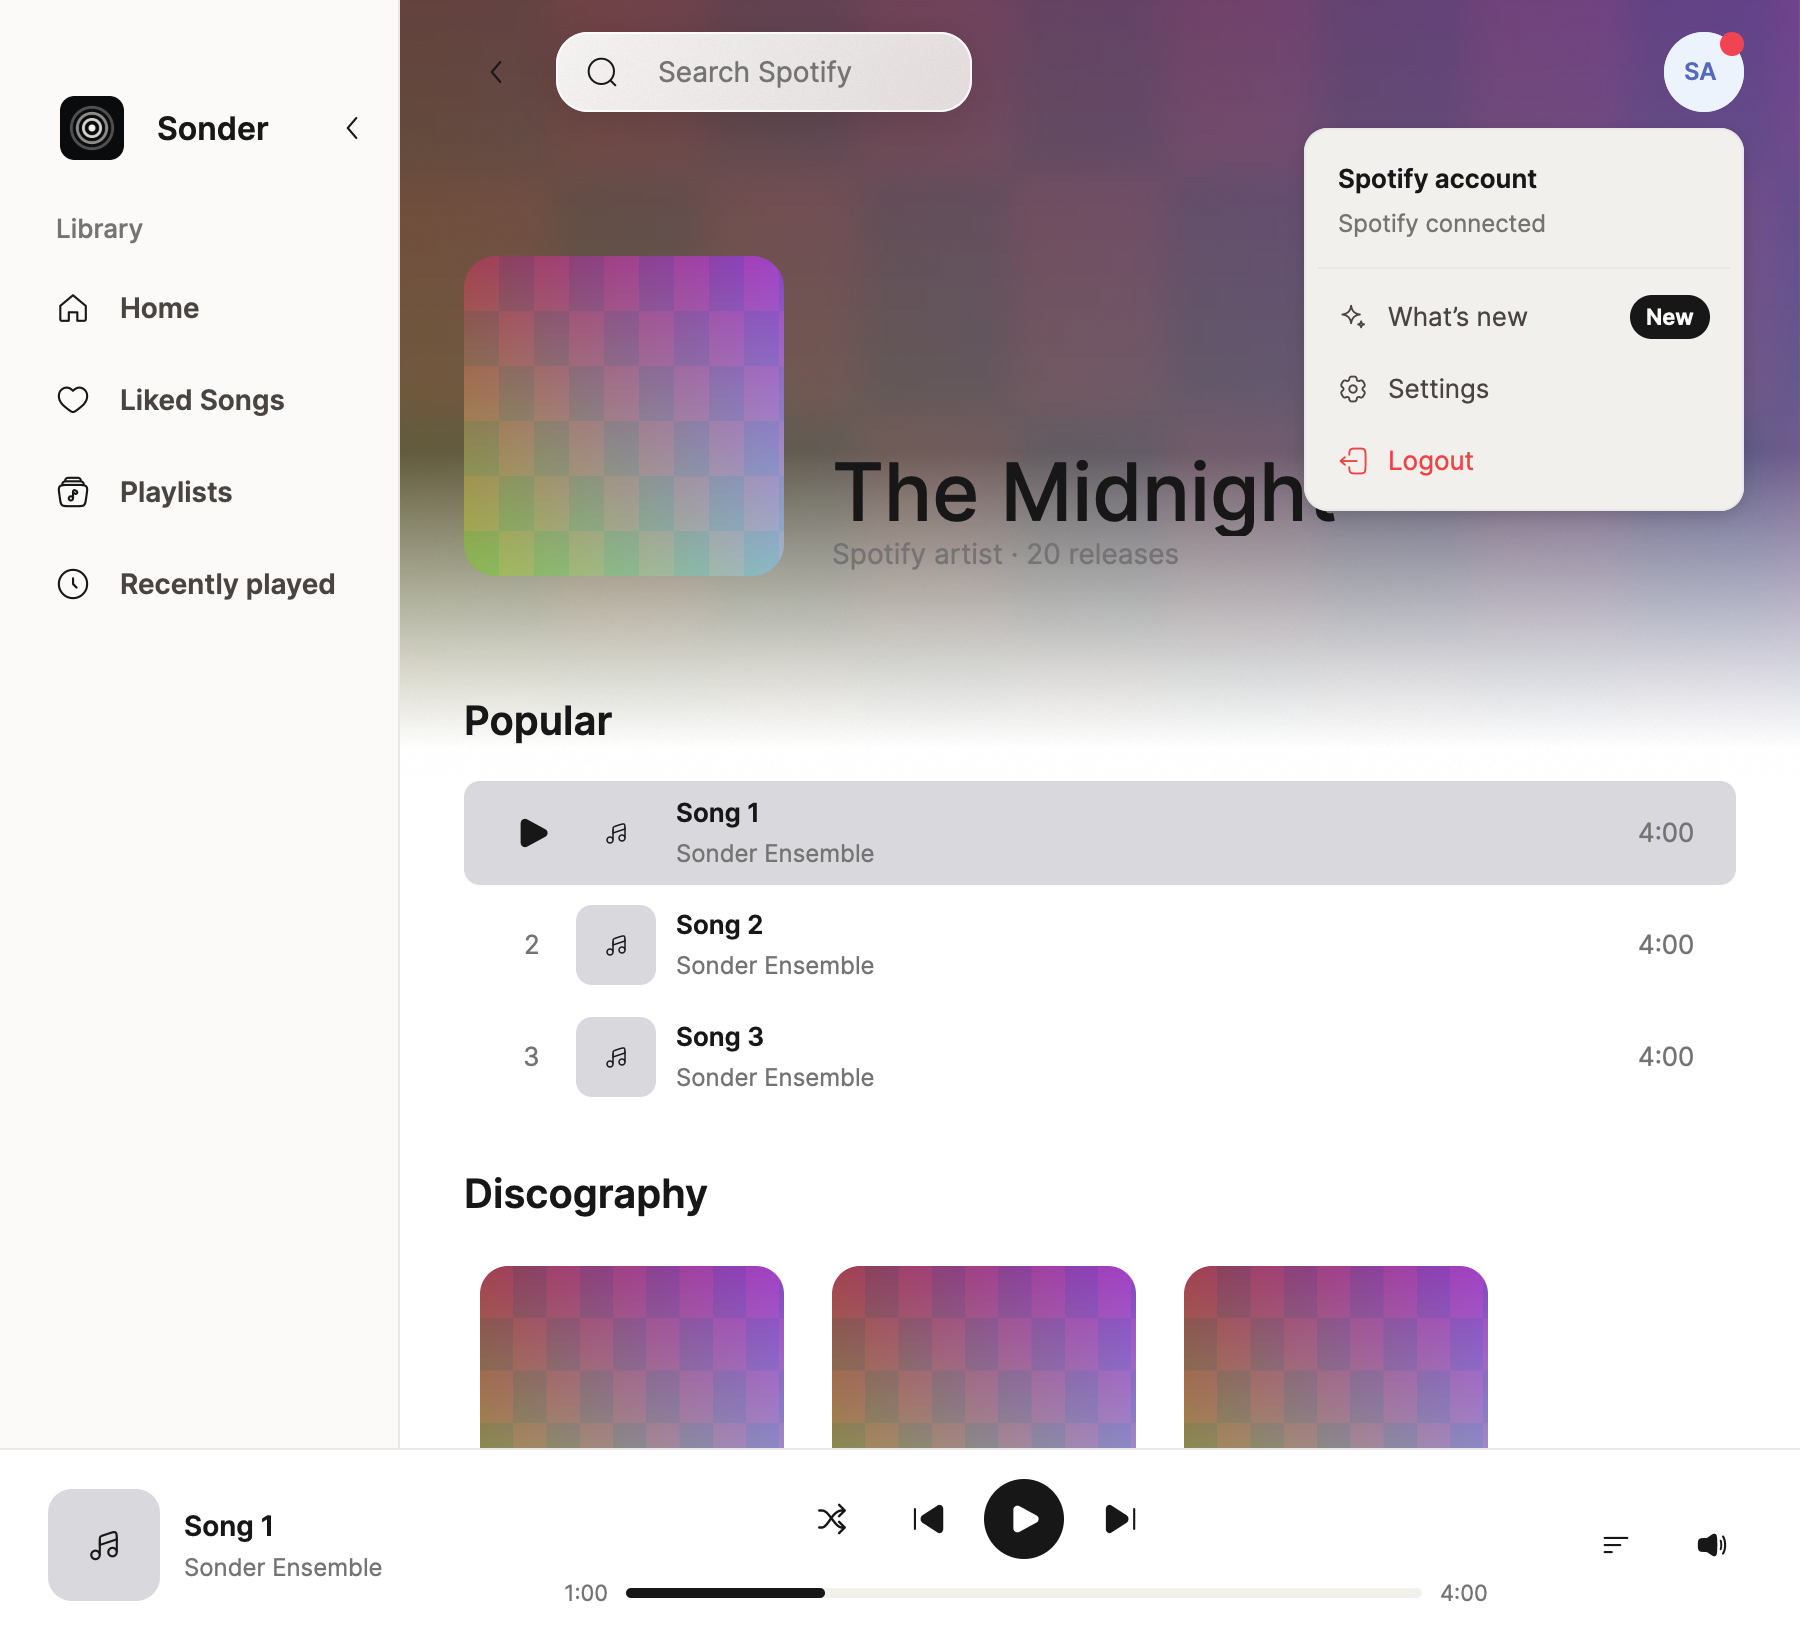 Sonder
Library
Home
Liked Songs
Playlists
Recently played
Search Spotify
SA
Spotify account
Spotify connected
What’s new
New
Settings
Logout
The Midnight
Spotify artist · 20 releases
Popular
Song 1
Sonder Ensemble
4:00
2
Song 2
Sonder Ensemble
4:00
3
Song 3
Sonder Ensemble
4:00
Discography
Song 1
Sonder Ensemble
1:00
4:00